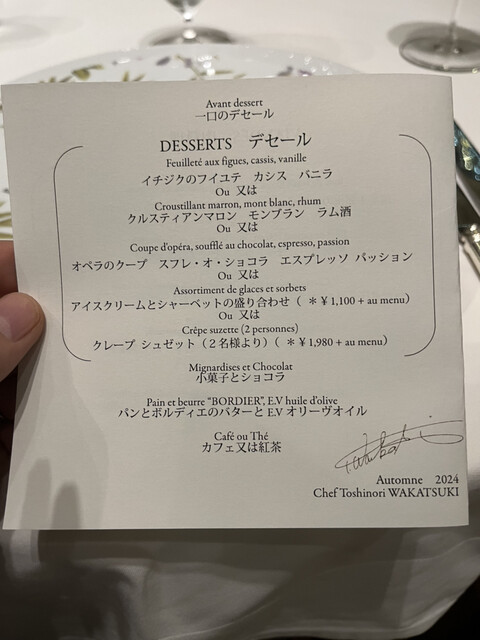 Avant dessert
一口のデセール
DESSERTS デセール
Feuilleté aux figues, cassis, vanille
イチジクのフイユテ カシス バニラ
Ou 又は
Croustillant marron, mont blanc, rhum
クルスティアンマロン モンブラン ラム酒
Ou 又は
Coupe d'opéra, soufflé au chocolat, espresso, passion
オペラのクープ スフレ・オ・ショコラ エスプレッソ パッション
Ou 又は
Assortiment de glaces et sorbets
アイスクリームとシャーベットの盛り合わせ（ ＊￥1,100 + au menu）
Ou 又は
Crêpe suzette (2 personnes)
クレープ シュゼット（２名様より）（ ＊￥1,980 + au menu）
Mignardises et Chocolat
小菓子とショコラ
Pain et beurre “BORDIER”, E.V huile d'olive
パンとボルディエのバターと E.V オリーヴオイル
Café ou Thé
カフェ又は紅茶
Automne 2024
Chef Toshinori WAKATSUKI